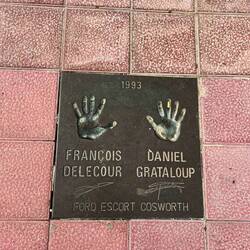 1993
FRANÇOIS DANIEL
DELECOUR GRATALOUP
FORD ESCORT COSWORTH